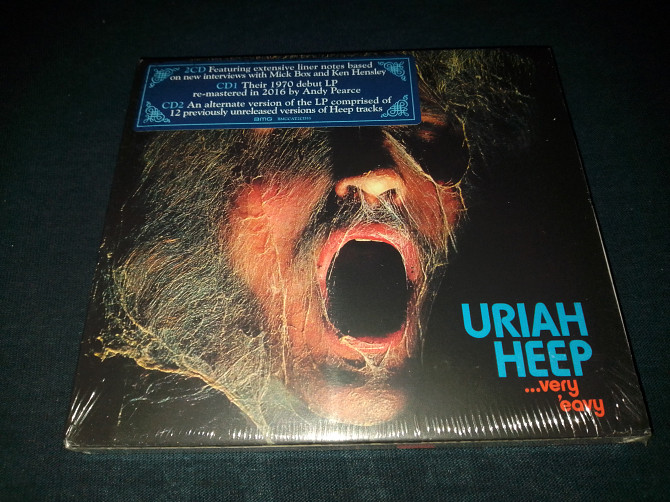 2CD Featuring extensive liner notes based
on new interviews with Mick Box and Ken Hensley
CD1 Their 1970 debut LP
re-mastered in 2016 by Andy Pearce
CD2 An alternate version of the LP comprised of
12 previously unreleased versions of Heep tracks
BMG
URIAH
HEEP
...very
'eavy